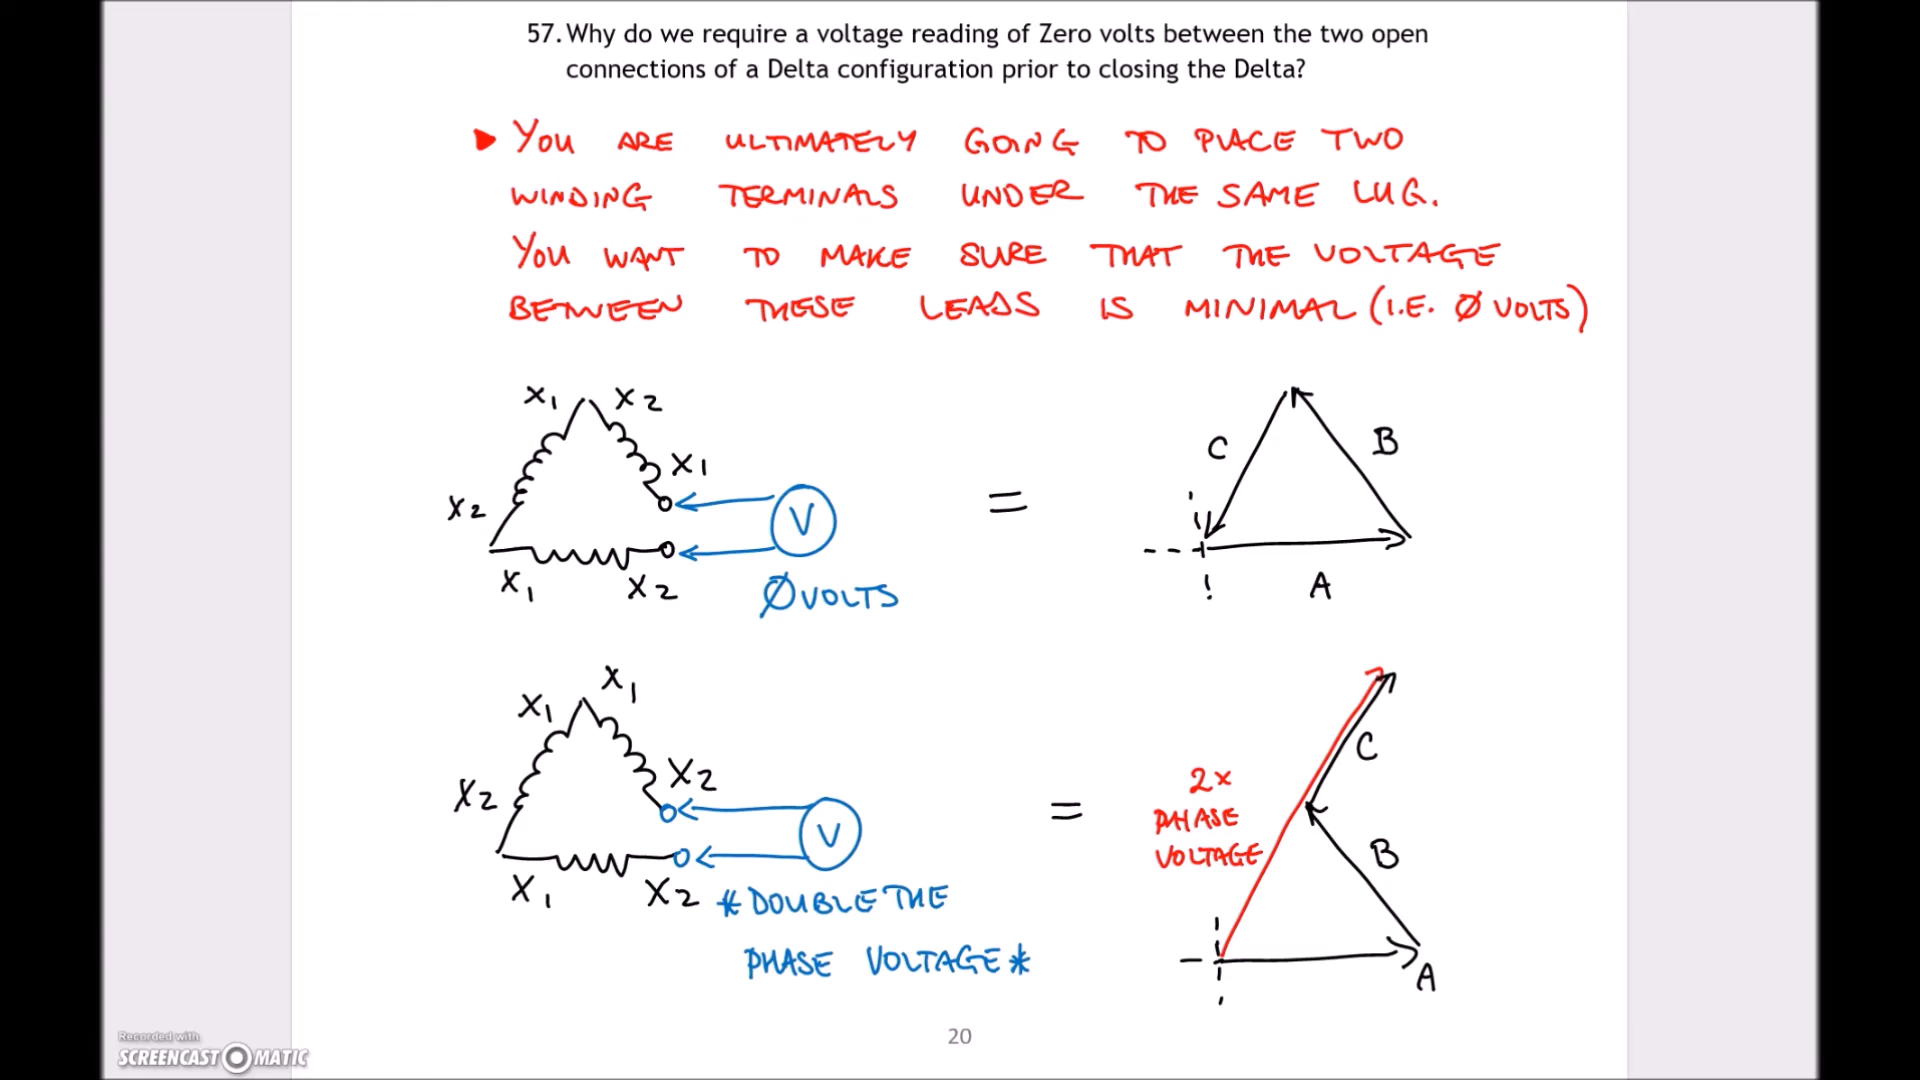 57. Why do we require a voltage reading of Zero volts between the two open
connections of a Delta configuration prior to closing the Delta?
YOU ARE ULTIMATELY GOING TO PLACE TWO
WINDING TERMINALS UNDER THE SAME LUG.
YOU WANT TO MAKE SURE THAT THE VOLTAGE
BETWEEN THESE LEADS IS MINIMAL (I.E. Ø VOLTS)
X1 X2
C B
X1
X2 V =
X1 X2 Ø VOLTS A
X1
X1
C
X2
2x
X2 V = PHASE
VOLTAGE B
X1 X2 *DOUBLE THE
PHASE VOLTAGE* A
20
Recorded with
SCREENCAST MATIC